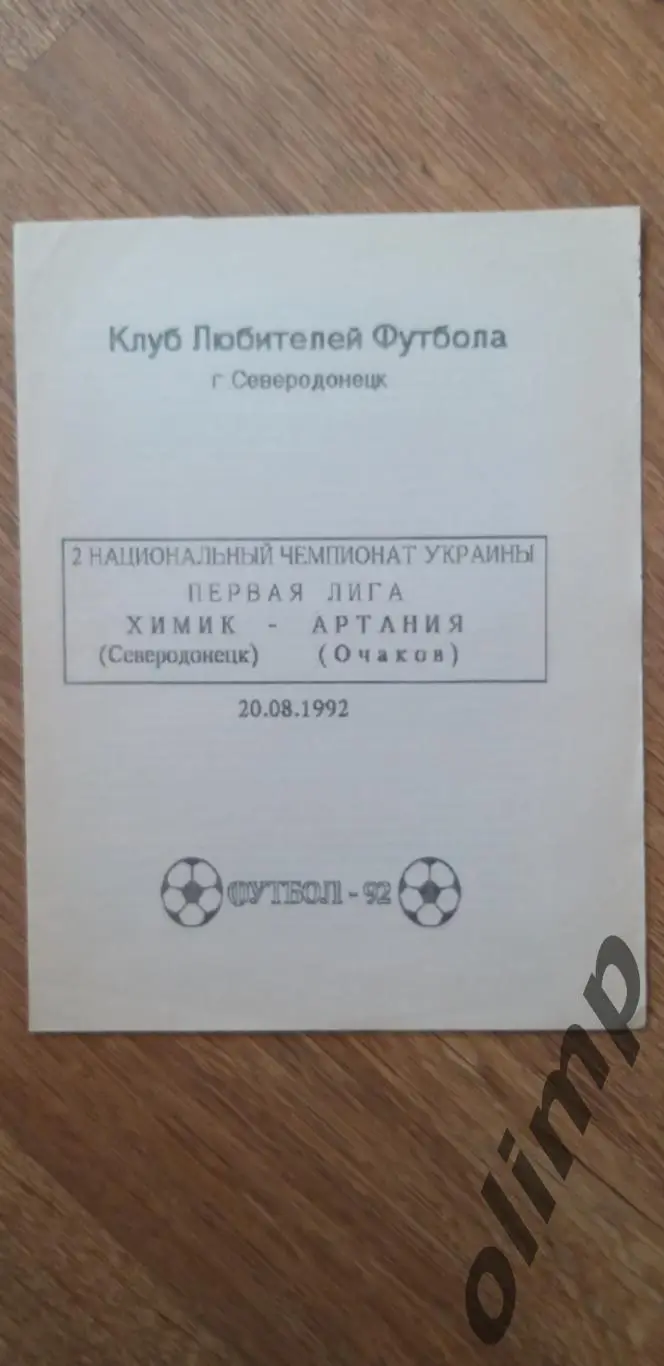 Клуб Любителей Футбола
г Северодонецк
2 НАЦИОНАЛЬНЫЙ ЧЕМПИОНАТ УКРАИНЫ
ПЕРВАЯ ЛИГА
ХИМИК - АРТАНИЯ
(Северодонецк) (Очаков)
20.08.1992
ФУТБОЛ - 92
olimp